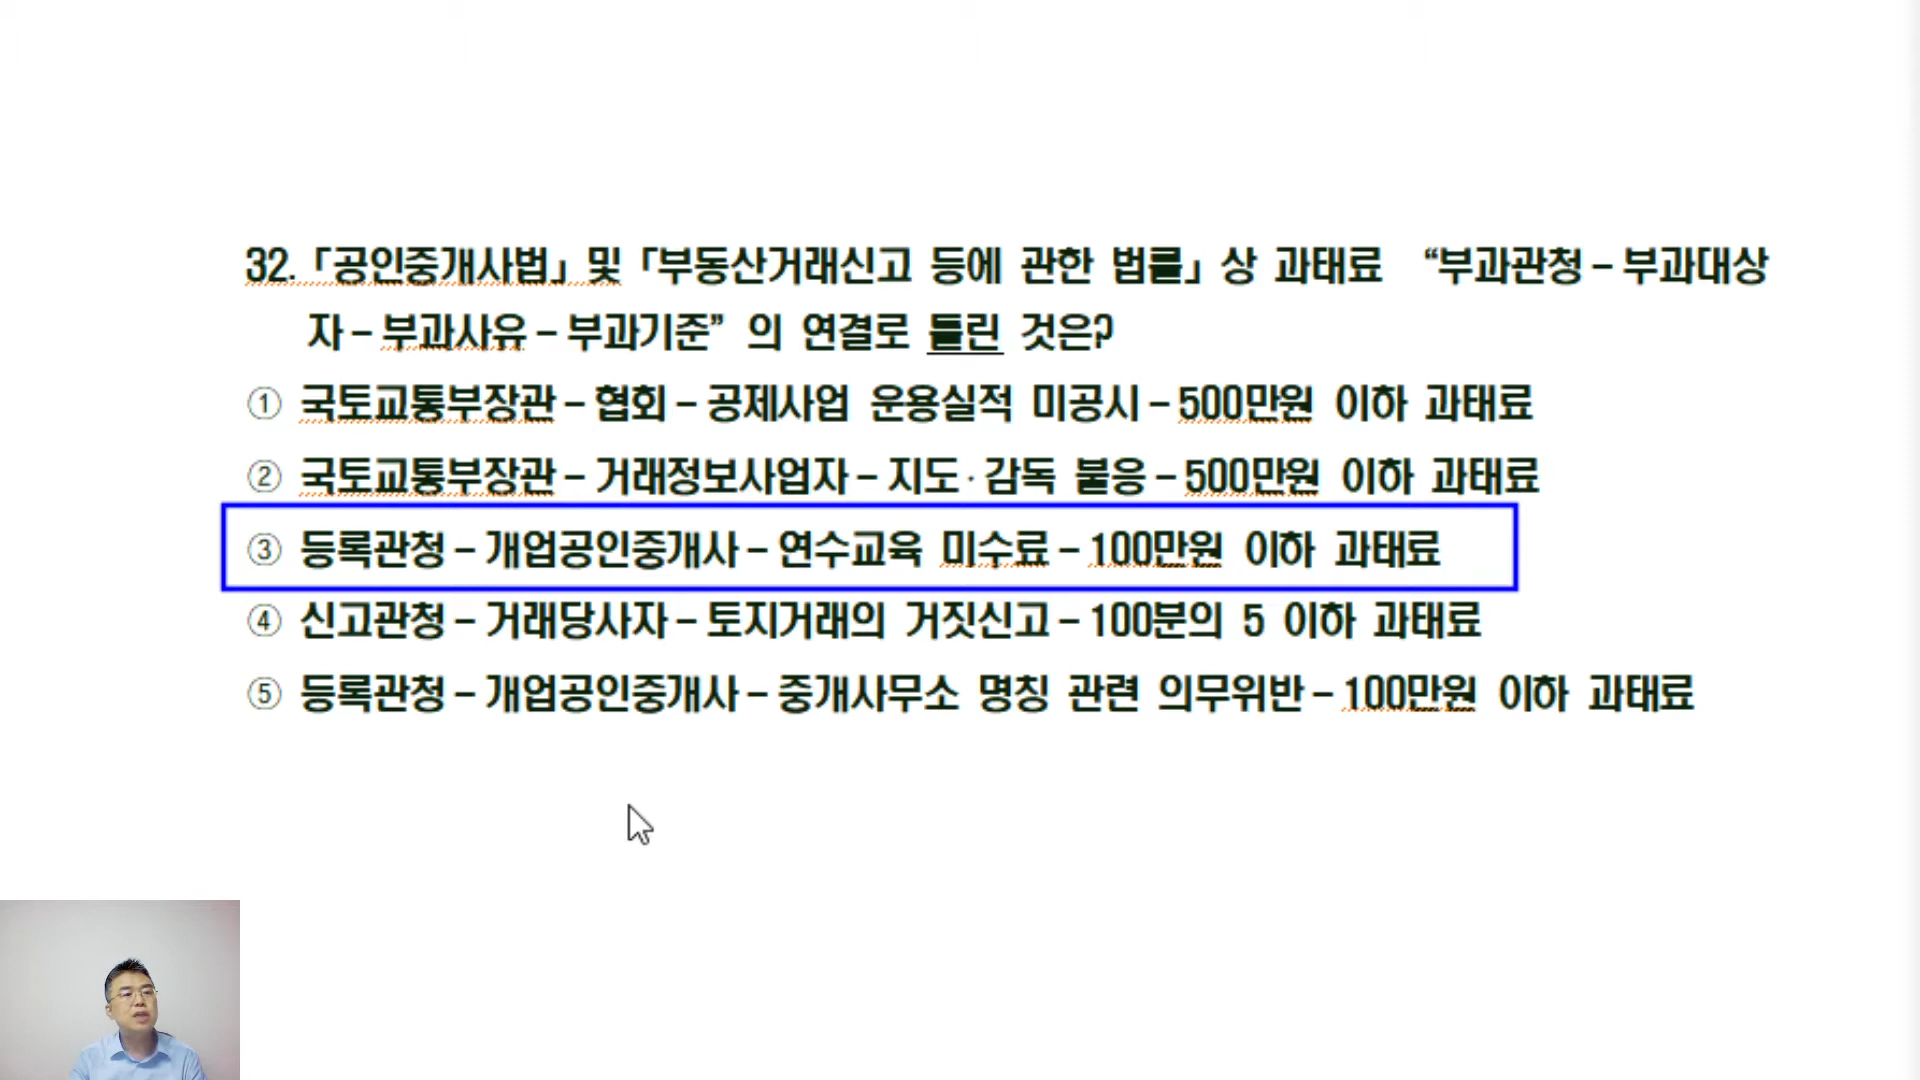 32.「공인중개사법」및「부동산거래신고 등에 관한 법률」상 과태료 “부과관청－부과대상
자－부과사유－부과기준”의 연결로 틀린 것은?
① 국토교통부장관－협회－공제사업 운용실적 미공시－500만원 이하 과태료
② 국토교통부장관－거래정보사업자－지도·감독 불응－500만원 이하 과태료
③ 등록관청－개업공인중개사－연수교육 미수료－100만원 이하 과태료
④ 신고관청－거래당사자－토지거래의 거짓신고－100분의 5 이하 과태료
⑤ 등록관청－개업공인중개사－중개사무소 명칭 관련 의무위반－100만원 이하 과태료